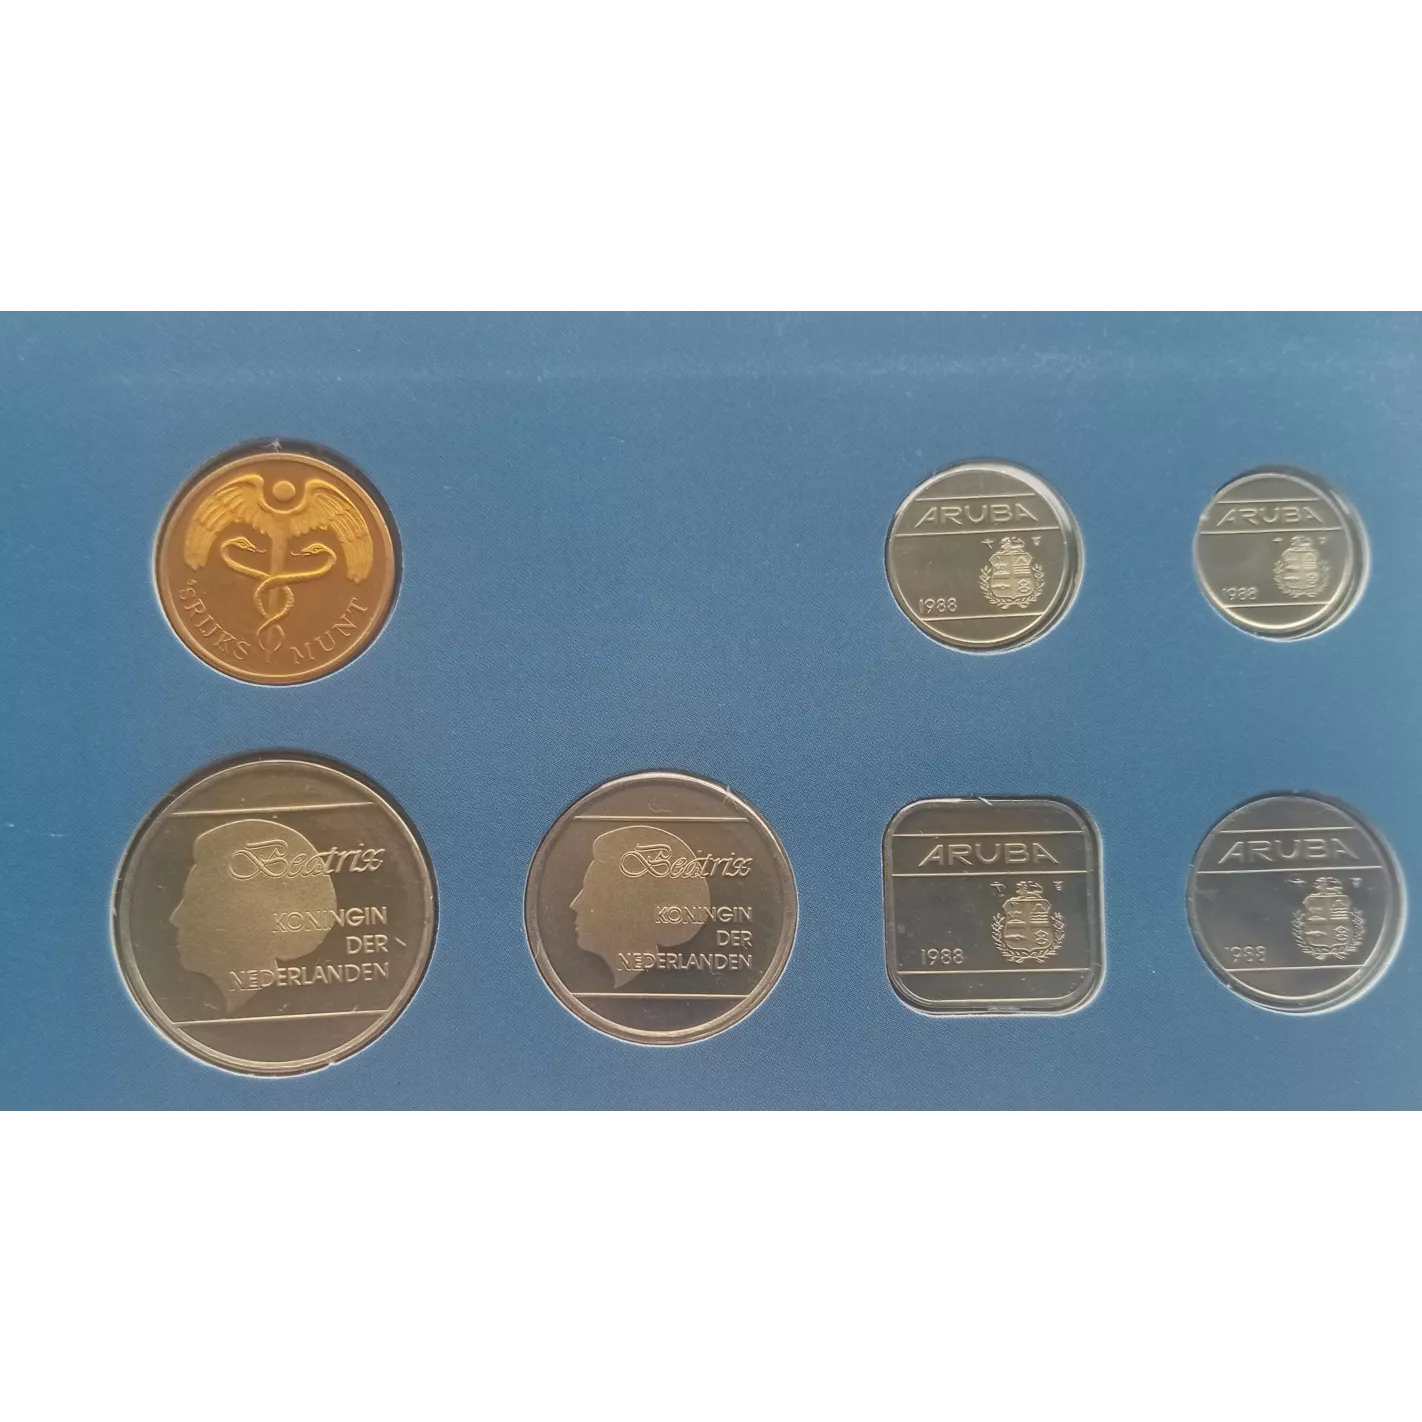 'SRIJKS MUNT
ARUBA
1988
ARUBA
1988
Beatrix
KONINGIN
DER
NEDERLANDEN
Beatrix
KONINGIN
DER
NEDERLANDEN
ARUBA
1988
ARUBA
1988